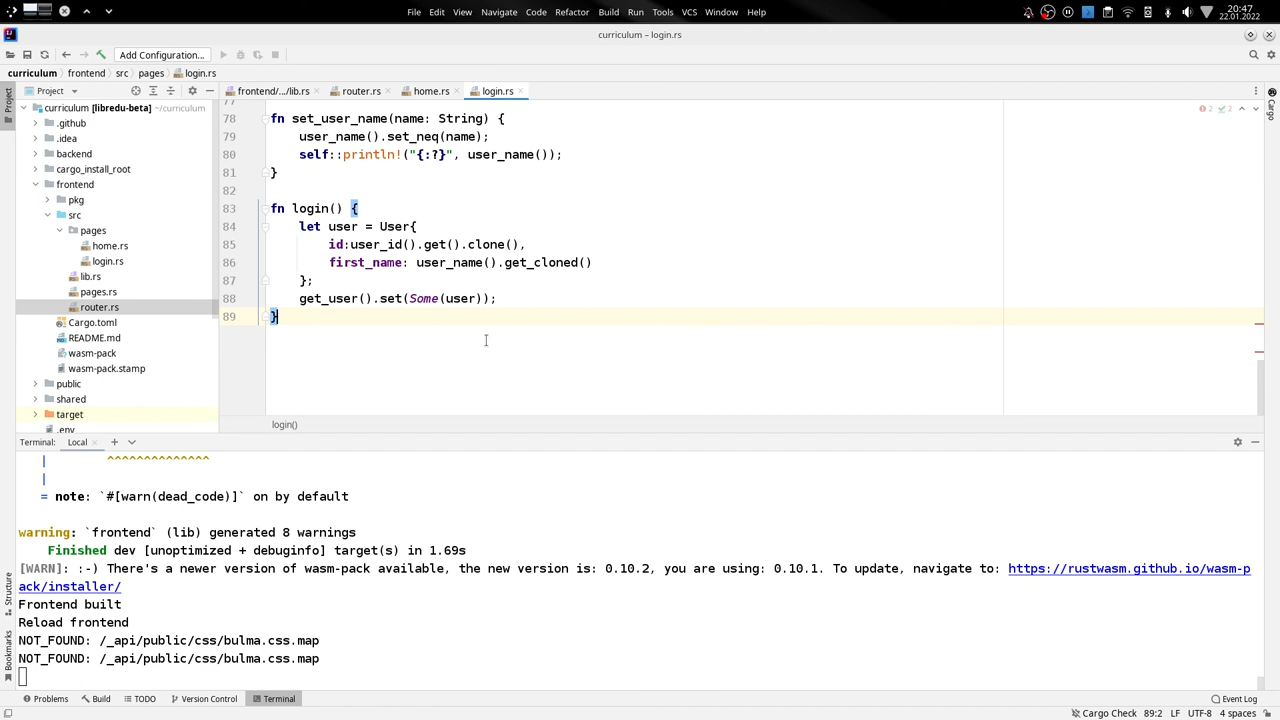 File Edit View Navigate Code Refactor Build Run Tools VCS Window Help
20:47
22.01.2022
curriculum – login.rs
Add Configuration...
curriculum frontend src pages login.rs
Project
frontend/.../lib.rs router.rs home.rs login.rs
Project
Structure
Bookmarks
Cargo
curriculum [libredu-beta] ~/curriculum
.github
.idea
backend
cargo_install_root
frontend
pkg
src
pages
home.rs
login.rs
lib.rs
pages.rs
router.rs
Cargo.toml
README.md
wasm-pack
wasm-pack.stamp
public
shared
target
.env
2 2
77
78 fn set_user_name(name: String) {
79 user_name().set_neq(name);
80 self::println!("{:?}", user_name());
81 }
82
83 fn login() {
84 let user = User{
85 id:user_id().get().clone(),
86 first_name: user_name().get_cloned()
87 };
88 get_user().set(Some(user));
89 }
login()
Terminal: Local
| ^^^^^^^^^^^^^^
|
= note: `#[warn(dead_code)]` on by default
warning: `frontend` (lib) generated 8 warnings
Finished dev [unoptimized + debuginfo] target(s) in 1.69s
[WARN]: :-) There's a newer version of wasm-pack available, the new version is: 0.10.2, you are using: 0.10.1. To update, navigate to: https://rustwasm.github.io/wasm-p
ack/installer/
Frontend built
Reload frontend
NOT_FOUND: /_api/public/css/bulma.css.map
NOT_FOUND: /_api/public/css/bulma.css.map
Problems Build TODO Version Control Terminal Event Log
Cargo Check 89:2 LF UTF-8 4 spaces